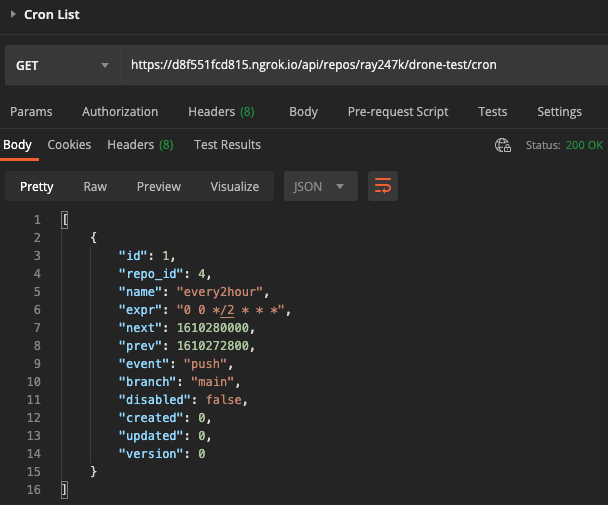 Cron List
GET https://d8f551fcd815.ngrok.io/api/repos/ray247k/drone-test/cron
Params Authorization Headers (8) Body Pre-request Script Tests Settings
Body Cookies Headers (8) Test Results Status: 200 OK
Pretty Raw Preview Visualize JSON
1 [
2 {
3 "id": 1,
4 "repo_id": 4,
5 "name": "every2hour",
6 "expr": "0 0 */2 * * *",
7 "next": 1610280000,
8 "prev": 1610272800,
9 "event": "push",
10 "branch": "main",
11 "disabled": false,
12 "created": 0,
13 "updated": 0,
14 "version": 0
15 }
16 ]